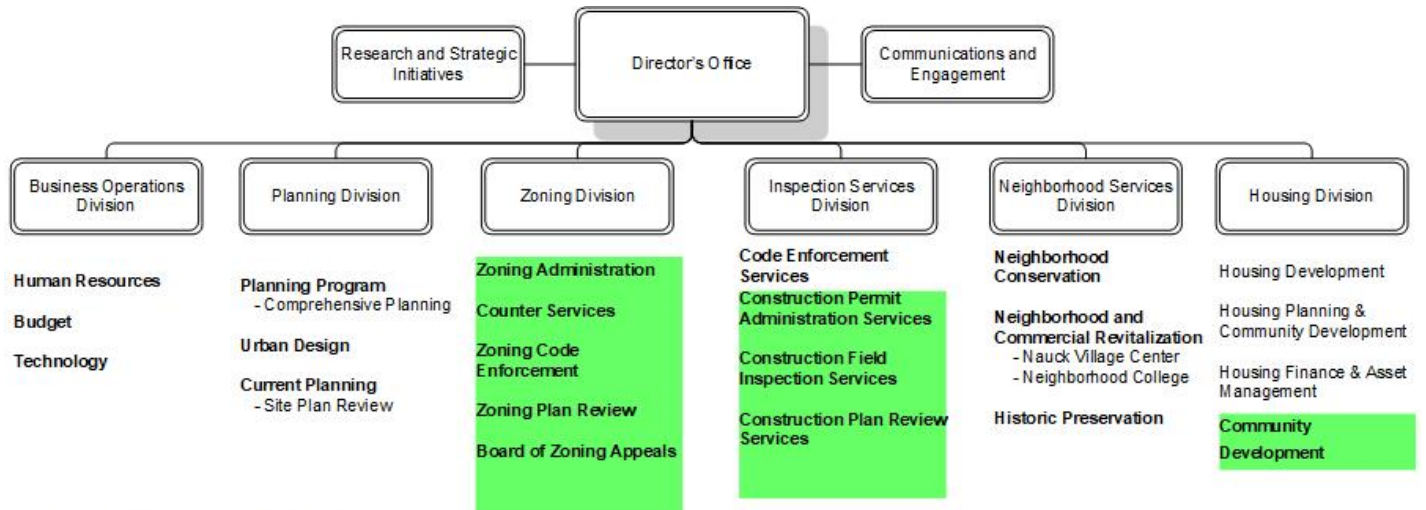 Research and Strategic
Initiatives
Director's Office
Communications and
Engagement
Business Operations
Division
Planning Division
Zoning Division
Inspection Services
Division
Neighborhood Services
Division
Housing Division
Human Resources
Budget
Technology
Planning Program
- Comprehensive Planning
Urban Design
Current Planning
- Site Plan Review
Zoning Administration
Counter Services
Zoning Code
Enforcement
Zoning Plan Review
Board of Zoning Appeals
Code Enforcement
Services
Construction Permit
Administration Services
Construction Field
Inspection Services
Construction Plan Review
Services
Neighborhood
Conservation
Neighborhood and
Commercial Revitalization
- Nauck Village Center
- Neighborhood College
Historic Preservation
Housing Development
Housing Planning &
Community Development
Housing Finance & Asset
Management
Community
Development